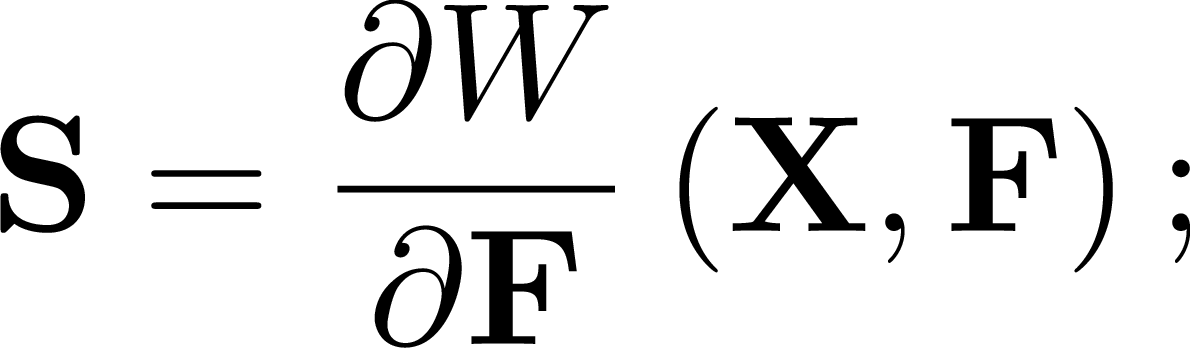 S = ∂W/∂F (X, F) ;